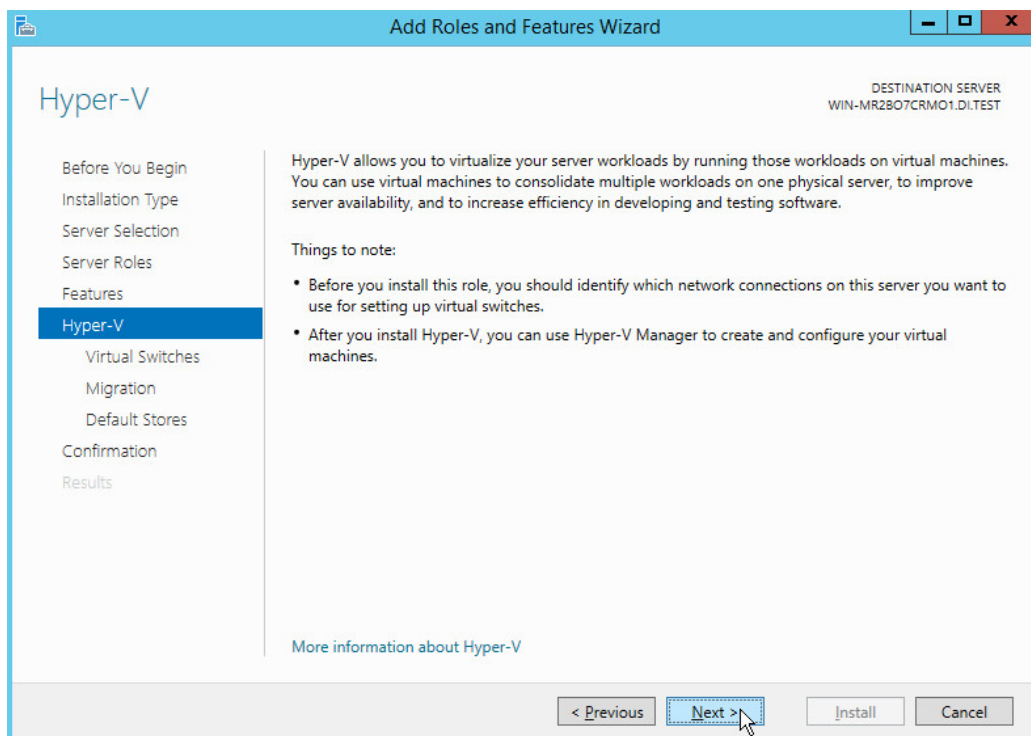 Add Roles and Features Wizard
x
Hyper-V
DESTINATION SERVER
WIN-MR2BO7CRMO1.DI.TEST
Before You Begin
Installation Type
Server Selection
Server Roles
Features
Hyper-V
Virtual Switches
Migration
Default Stores
Confirmation
Results
Hyper-V allows you to virtualize your server workloads by running those workloads on virtual machines.
You can use virtual machines to consolidate multiple workloads on one physical server, to improve
server availability, and to increase efficiency in developing and testing software.
Things to note:
• Before you install this role, you should identify which network connections on this server you want to
use for setting up virtual switches.
• After you install Hyper-V, you can use Hyper-V Manager to create and configure your virtual
machines.
More information about Hyper-V
< Previous
Next >
Install
Cancel